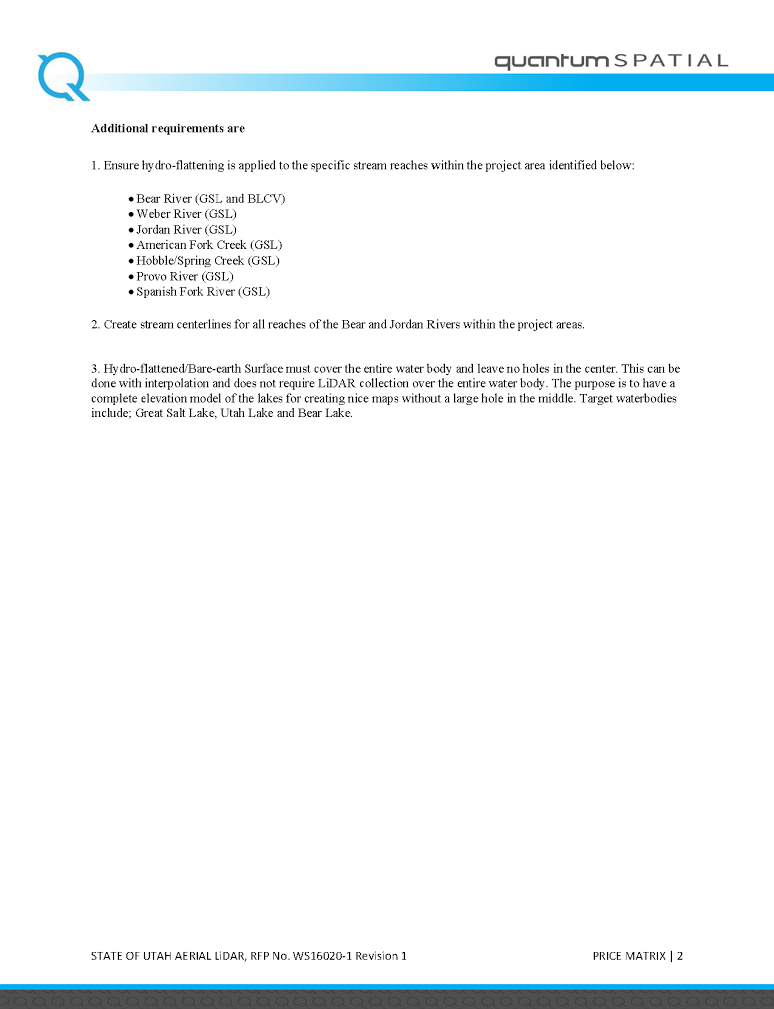 quantum SPATIAL
Additional requirements are
1. Ensure hydro-flattening is applied to the specific stream reaches within the project area identified below:
• Bear River (GSL and BLCV)
• Weber River (GSL)
• Jordan River (GSL)
• American Fork Creek (GSL)
• Hobble/Spring Creek (GSL)
• Provo River (GSL)
• Spanish Fork River (GSL)
2. Create stream centerlines for all reaches of the Bear and Jordan Rivers within the project areas.
3. Hydro-flattened/Bare-earth Surface must cover the entire water body and leave no holes in the center. This can be
done with interpolation and does not require LiDAR collection over the entire water body. The purpose is to have a
complete elevation model of the lakes for creating nice maps without a large hole in the middle. Target waterbodies
include; Great Salt Lake, Utah Lake and Bear Lake.
STATE OF UTAH AERIAL LiDAR, RFP No. WS16020-1 Revision 1 PRICE MATRIX | 2